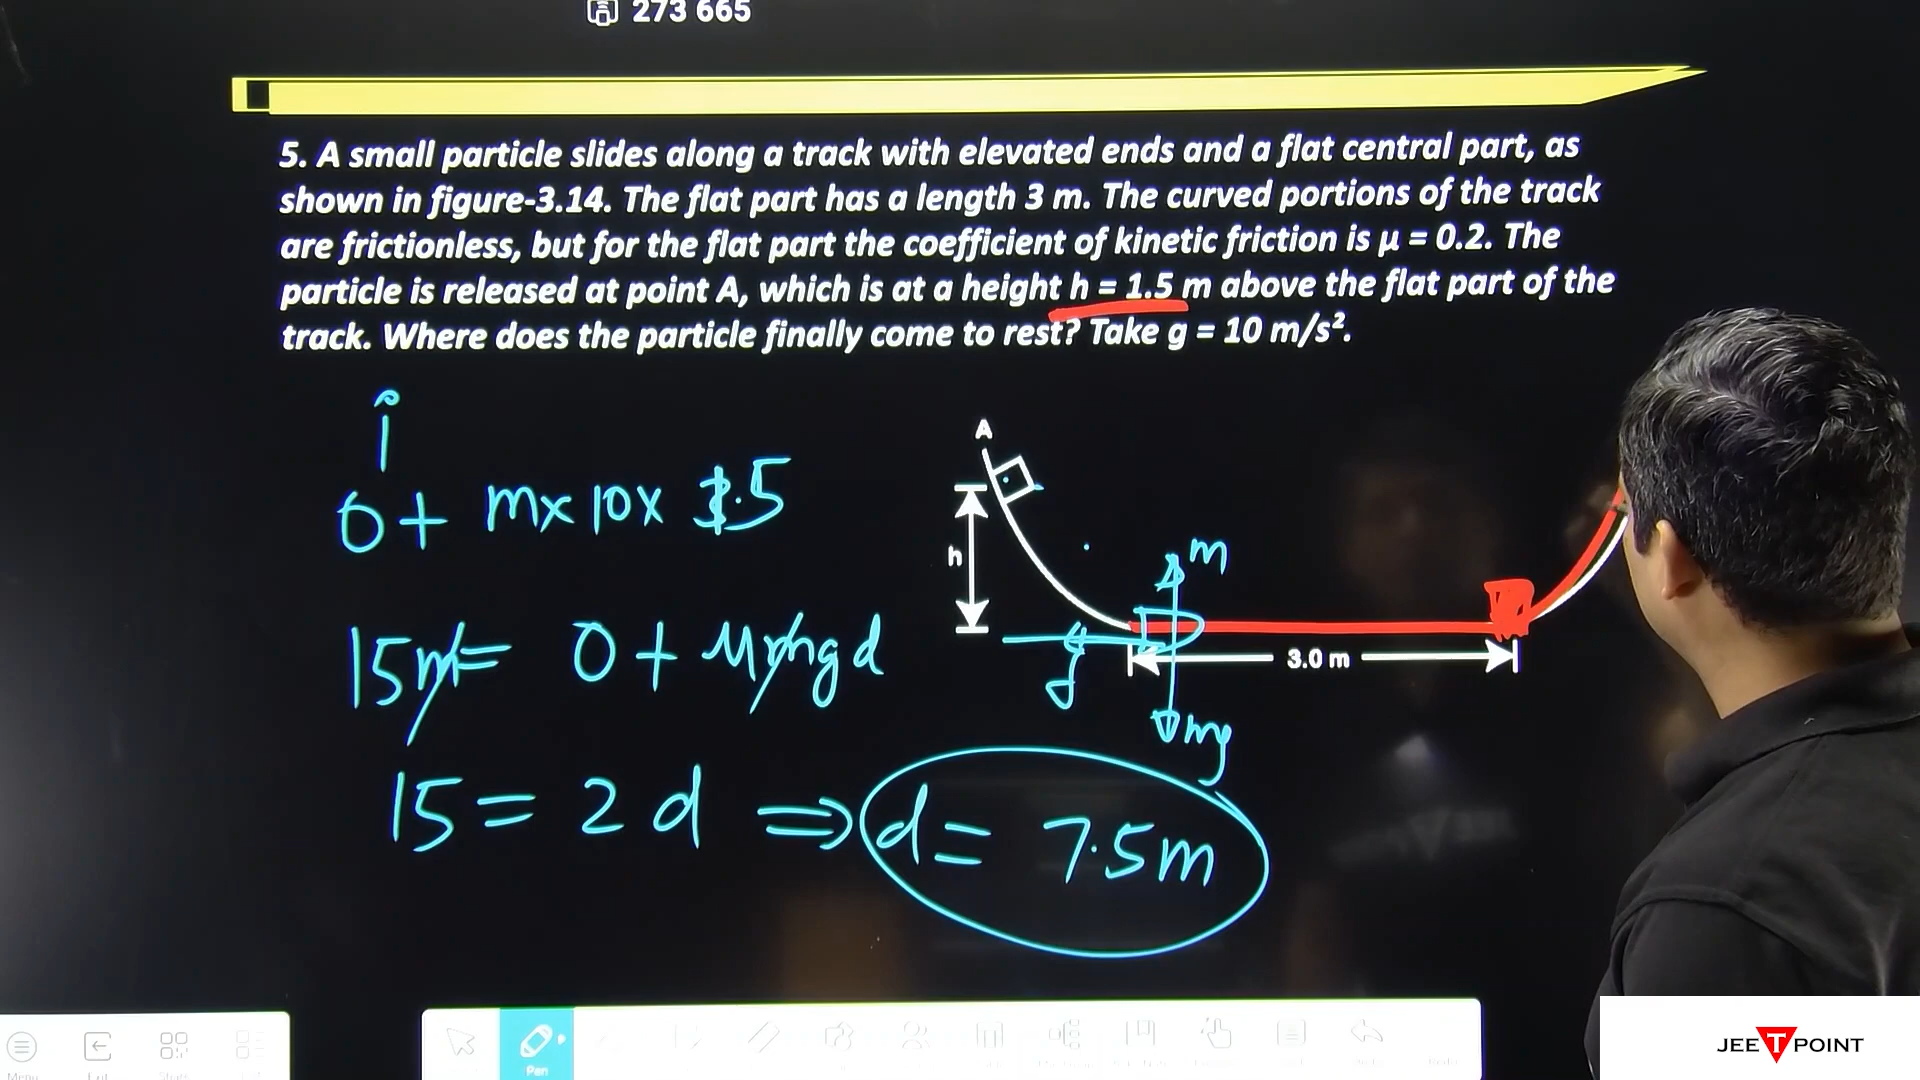 273 665
5. A small particle slides along a track with elevated ends and a flat central part, as
shown in figure-3.14. The flat part has a length 3 m. The curved portions of the track
are frictionless, but for the flat part the coefficient of kinetic friction is μ = 0.2. The
particle is released at point A, which is at a height h = 1.5 m above the flat part of the
track. Where does the particle finally come to rest? Take g = 10 m/s².
0 + m x 10 x 1.5
15m = 0 + μmgd
15 = 2d ⇒ d = 7.5m
A
h
m
f
mg
3.0 m
Pen
JEE T POINT